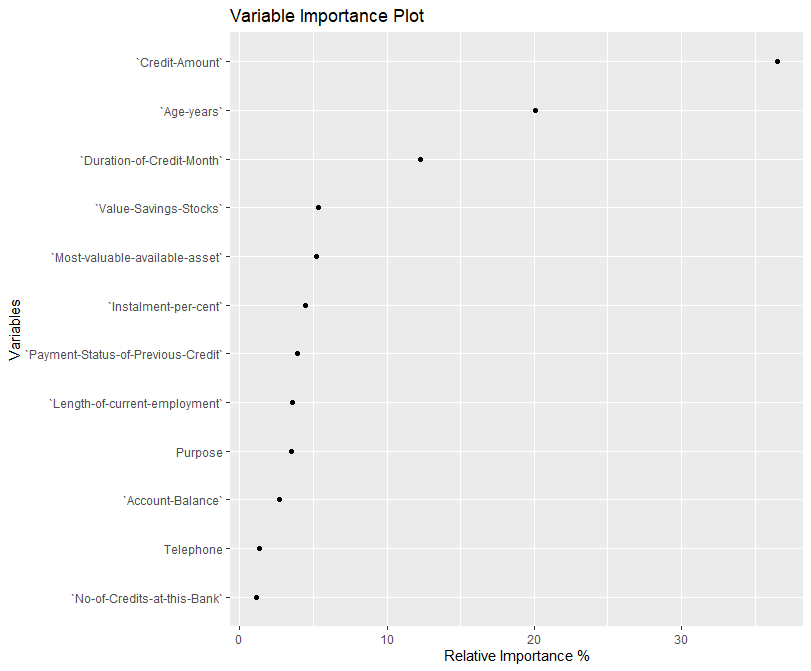 Variable Importance Plot
`Credit-Amount`
`Age-years`
`Duration-of-Credit-Month`
`Value-Savings-Stocks`
`Most-valuable-available-asset`
`Instalment-per-cent`
`Payment-Status-of-Previous-Credit`
`Length-of-current-employment`
Purpose
`Account-Balance`
Telephone
`No-of-Credits-at-this-Bank`
Variables
0 10 20 30
Relative Importance %